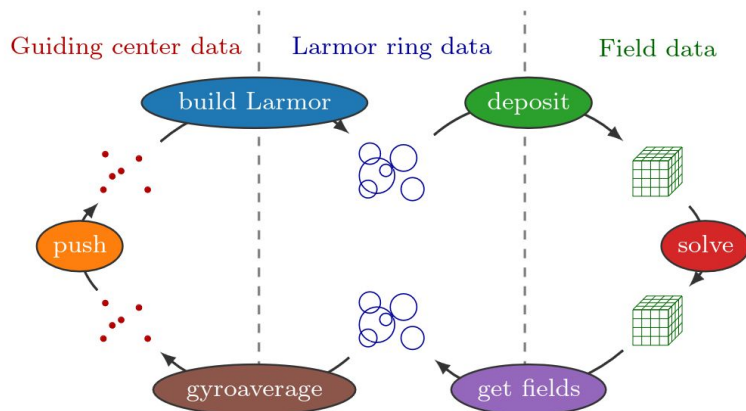 Guiding center data
Larmor ring data
Field data
build Larmor
deposit
push
solve
gyroaverage
get fields